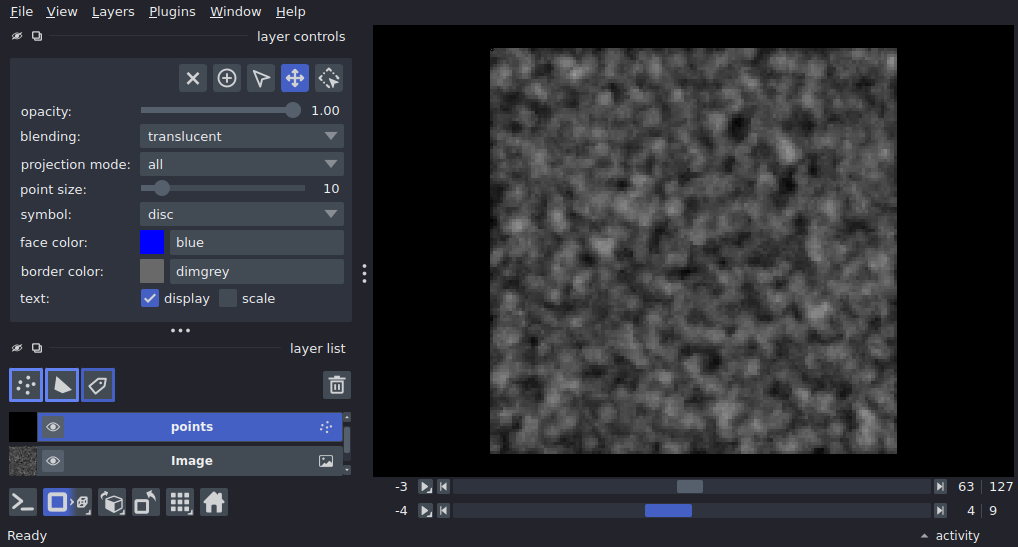 File View Layers Plugins Window Help
layer controls
opacity: 1.00
blending: translucent
projection mode: all
point size: 10
symbol: disc
face color: blue
border color: dimgrey
text: display scale
layer list
points
Image
-3 63 127
-4 4 9
Ready activity